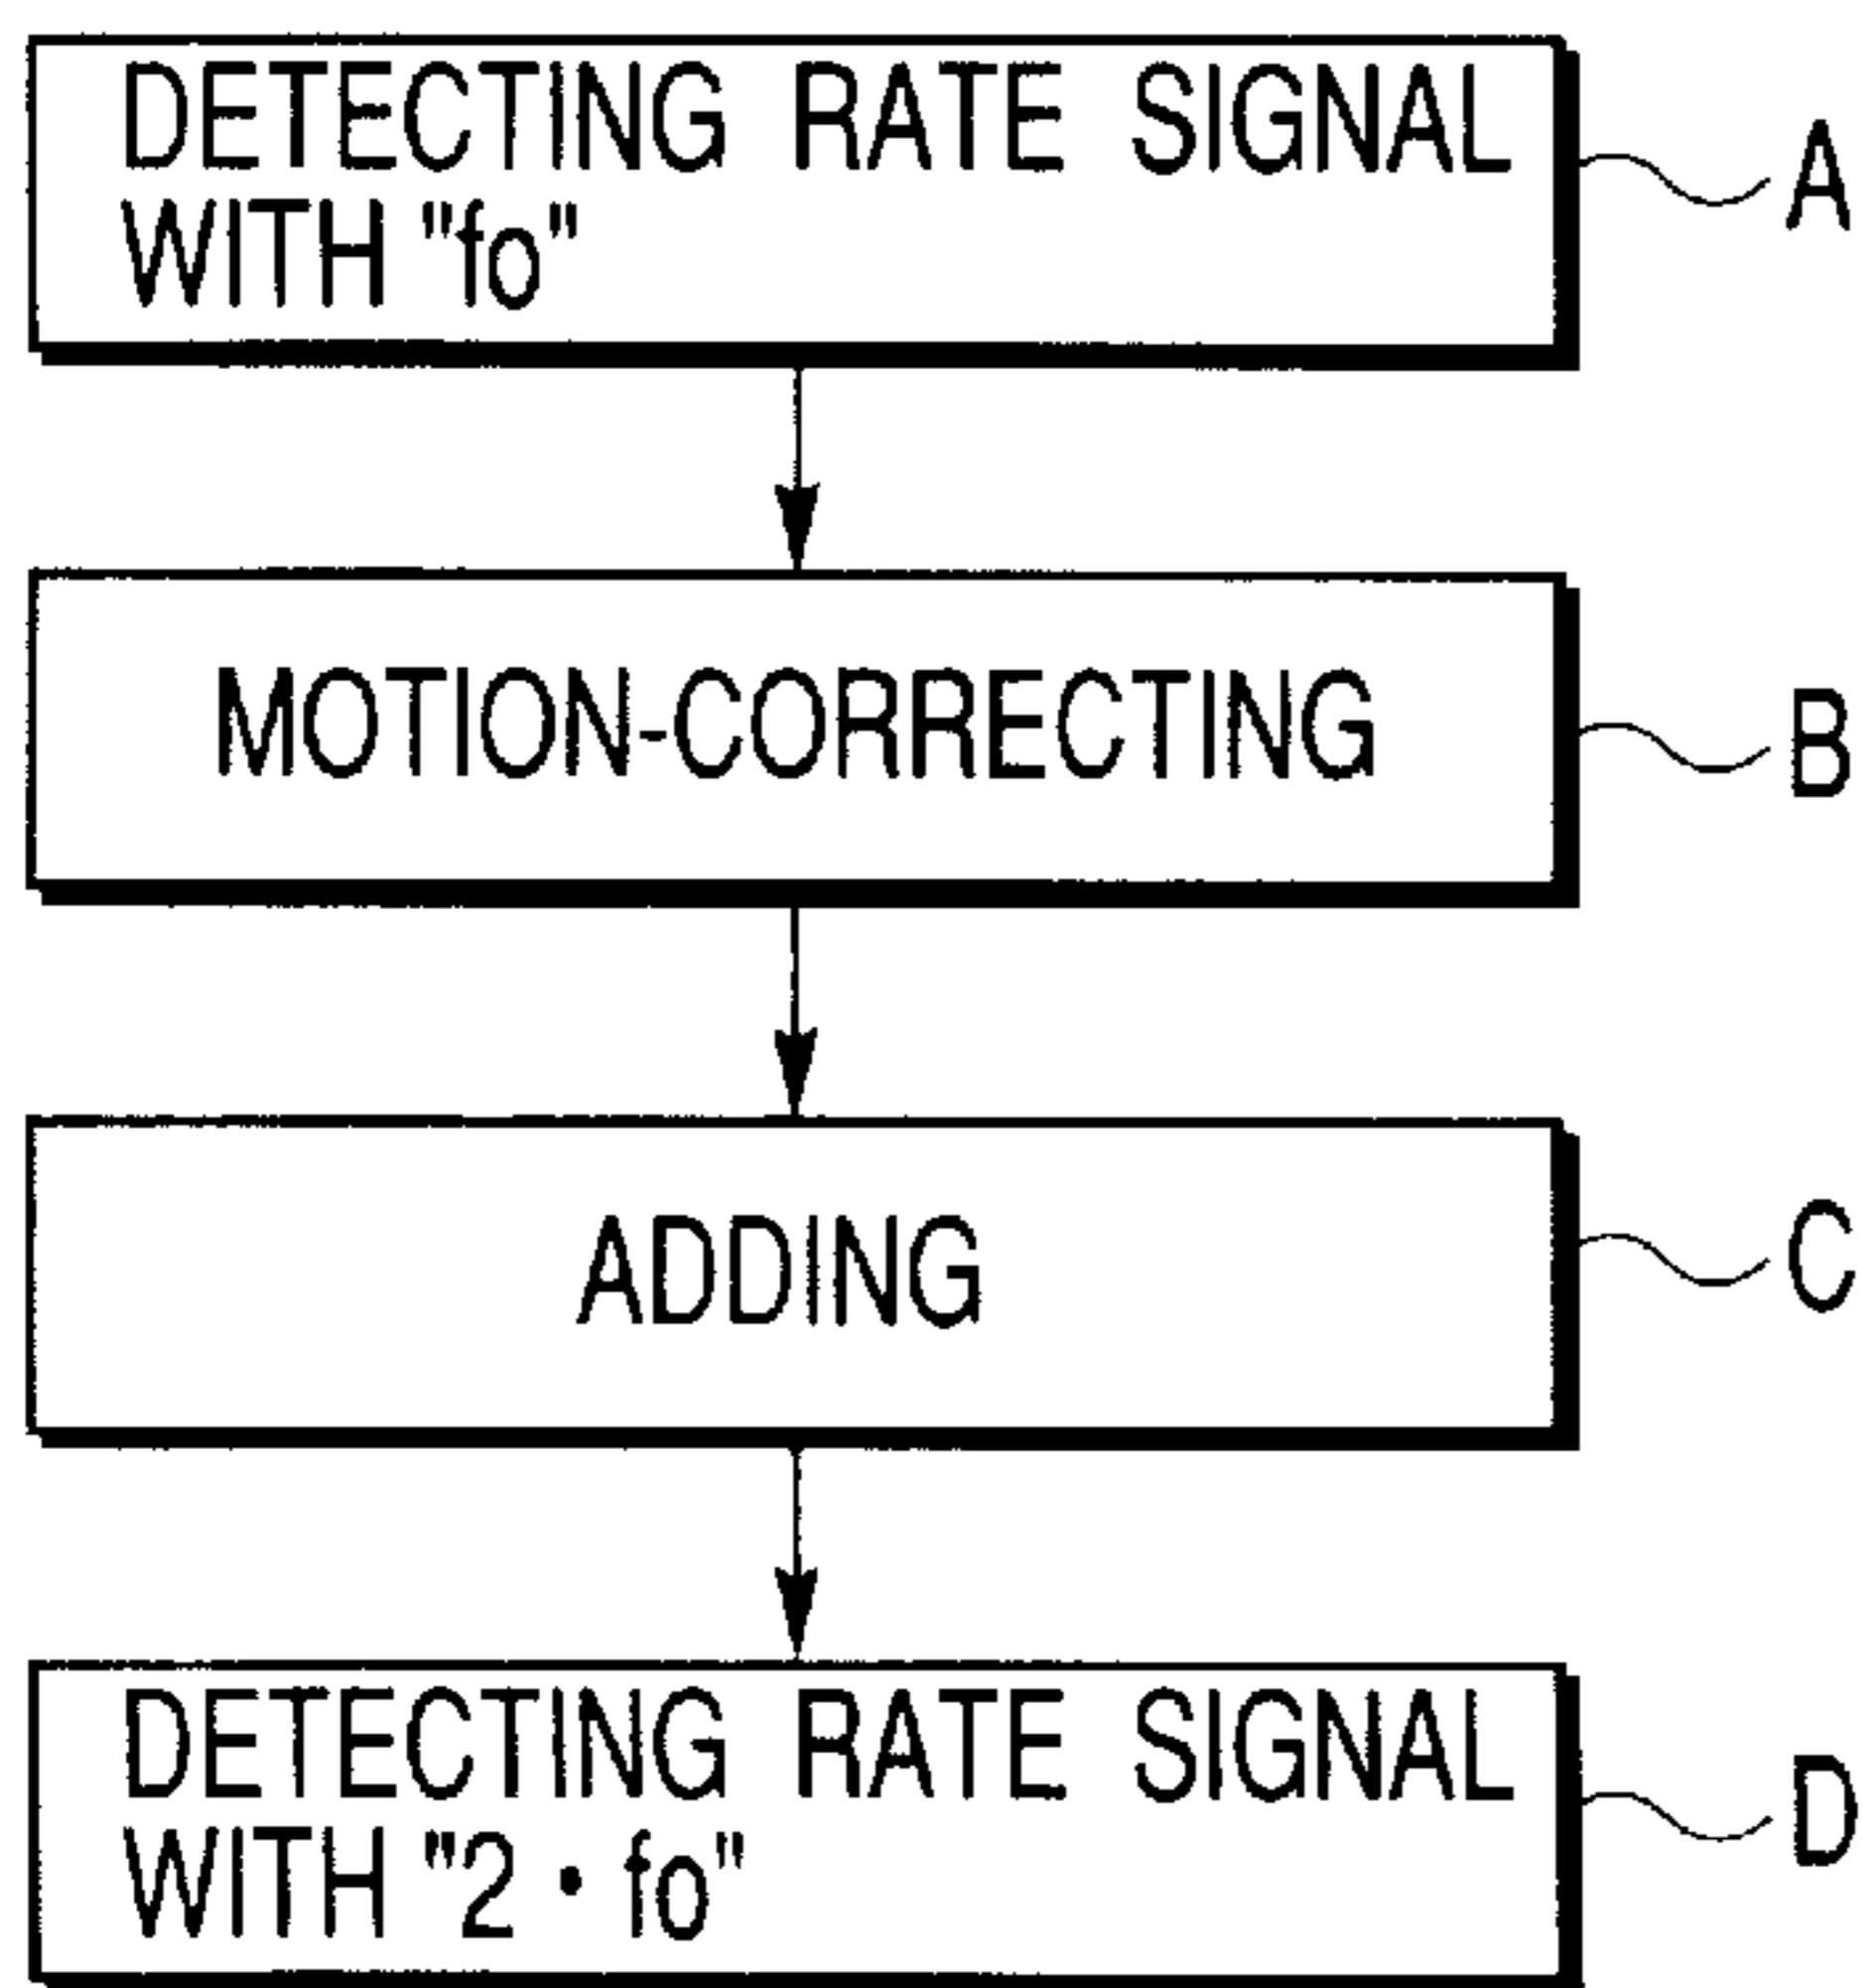 DETECTING RATE SIGNAL
WITH "fo"
A
MOTION-CORRECTING
B
ADDING
C
DETECTING RATE SIGNAL
WITH "2・fo"
D